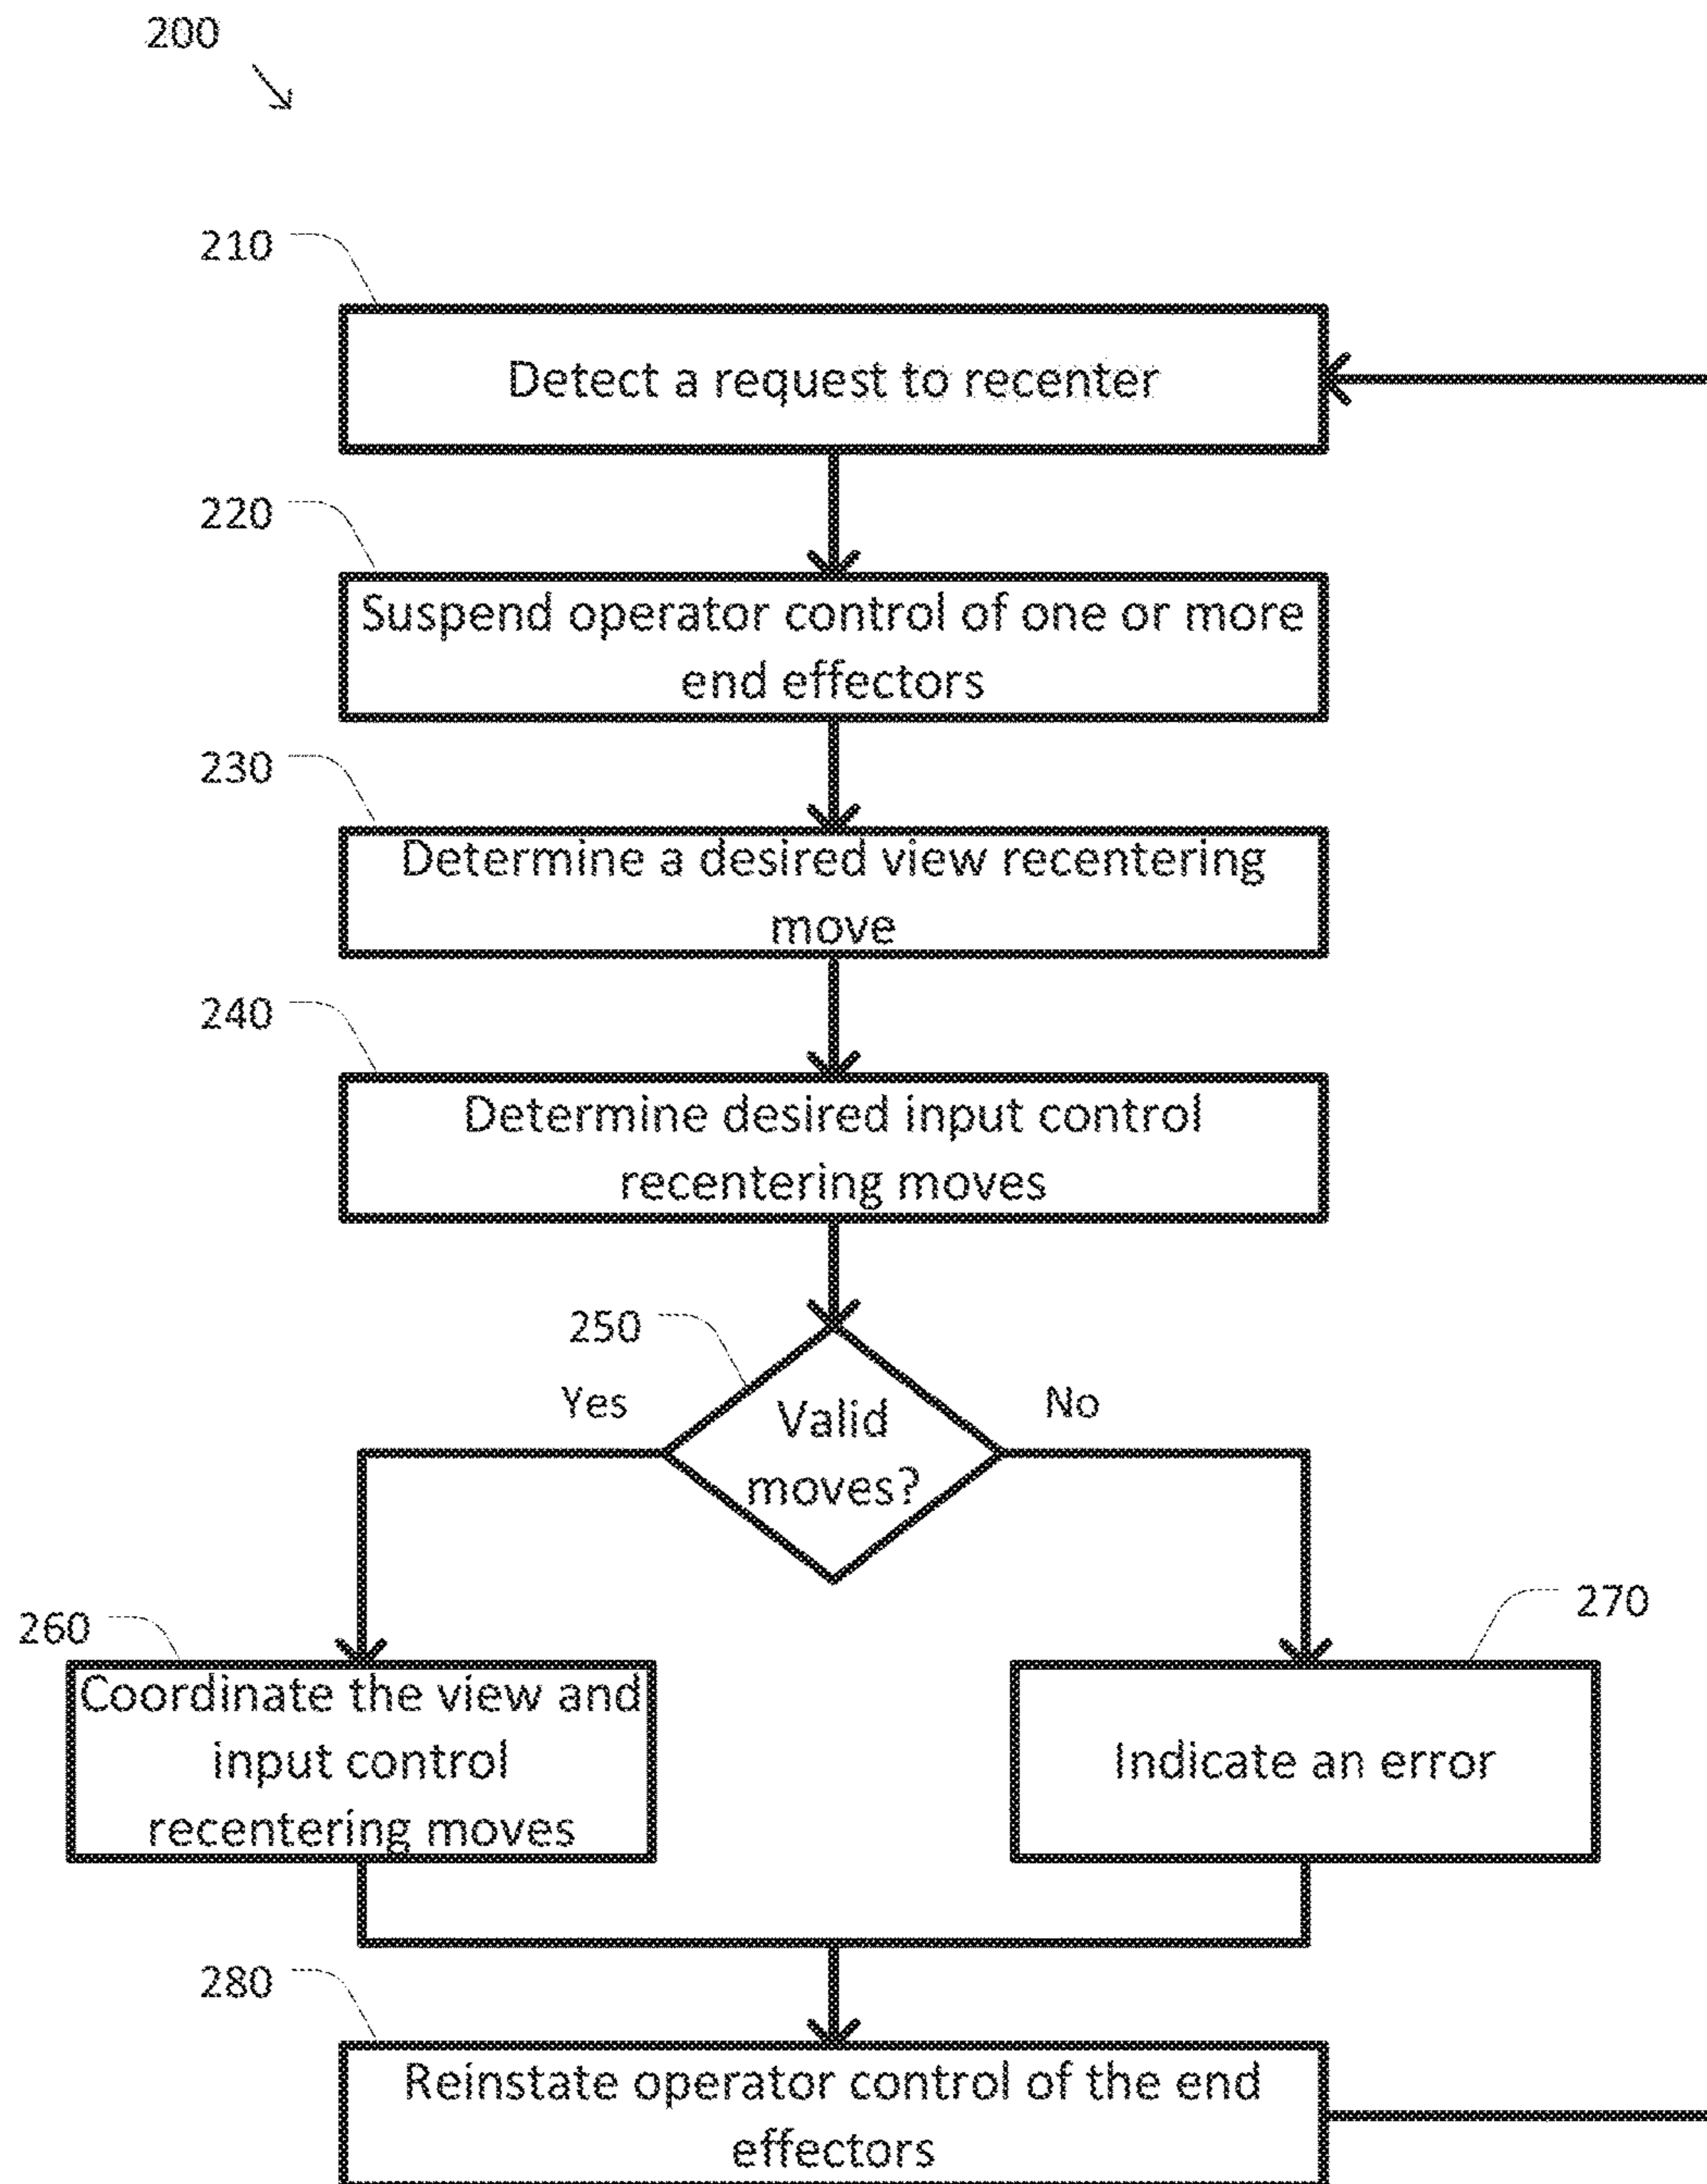 200
210
Detect a request to recenter
220
Suspend operator control of one or more
end effectors
230
Determine a desired view recentering
move
240
Determine desired input control
recentering moves
250
Yes
No
Valid
moves?
260
270
Coordinate the view and
input control
recentering moves
Indicate an error
280
Reinstate operator control of the end
effectors